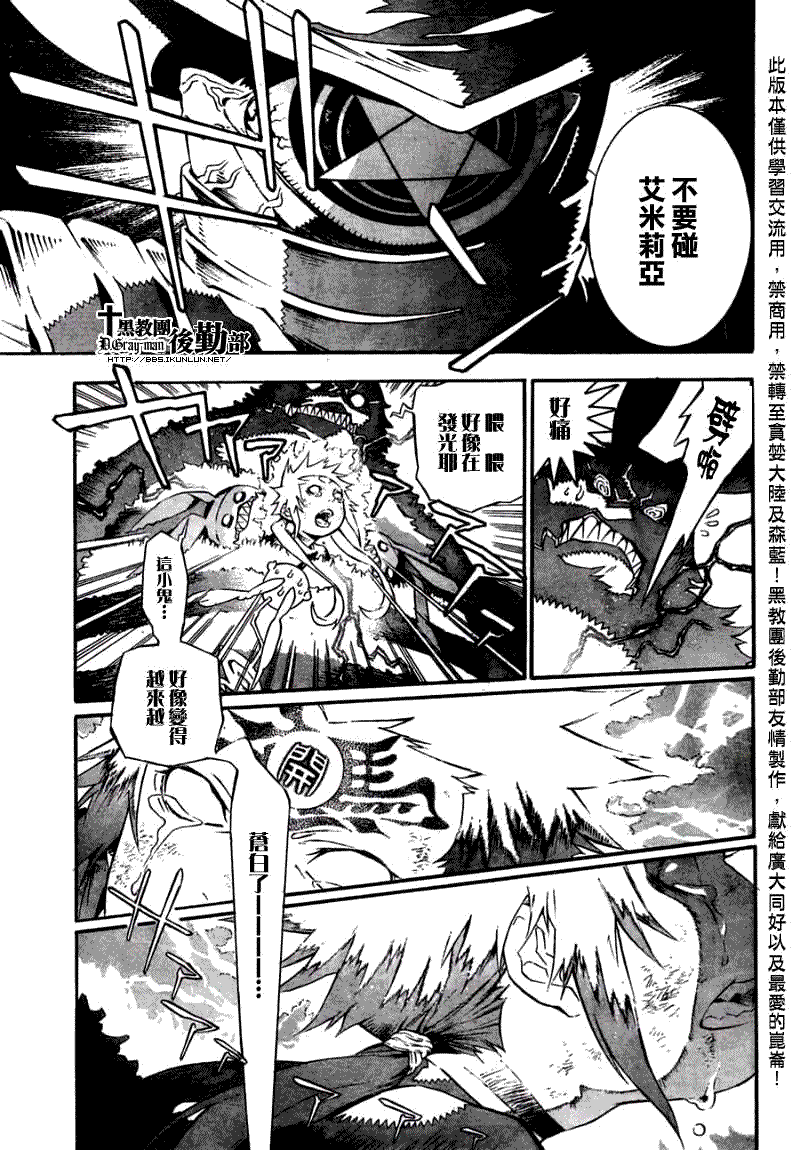 不要碰
艾米莉亞
黑教團
D.Gray-man
後勤部
HTTP://BBS.IKUNLUN.NET/
好痛
喂 喂
好像在
發光耶
這小鬼…
好像變得
越來越
蒼白了————…
此版本僅供學習交流用，禁商用，禁轉至貪婪大陸及森藍！黑教團後勤部友情製作，獻給廣大同好以及最愛的崑崙！